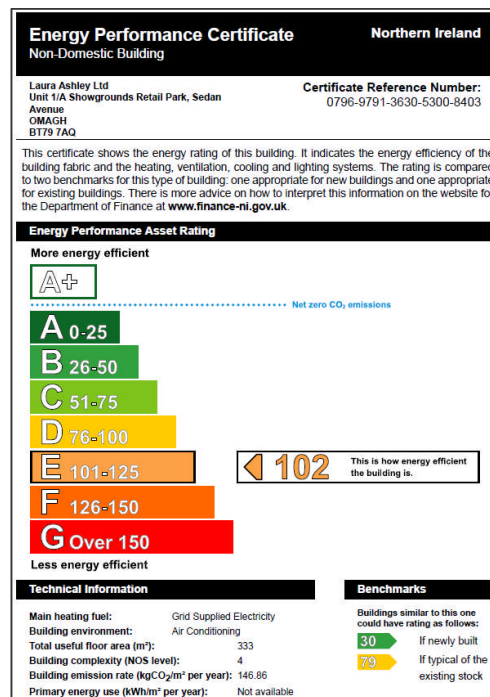 Energy Performance Certificate
Northern Ireland
Non-Domestic Building
Laura Ashley Ltd
Unit 1/A Showgrounds Retail Park, Sedan
Avenue
OMAGH
BT79 7AQ
Certificate Reference Number:
0796-9791-3630-5300-8403
This certificate shows the energy rating of this building. It indicates the energy efficiency of the
building fabric and the heating, ventilation, cooling and lighting systems. The rating is compared
to two benchmarks for this type of building: one appropriate for new buildings and one appropriate
for existing buildings. There is more advice on how to interpret this information on the website fo
the Department of Finance at www.finance-ni.gov.uk.
Energy Performance Asset Rating
More energy efficient
A+
Net zero CO₂ emissions
A 0-25
B 26-50
C 51-75
D 76-100
E 101-125
102 This is how energy efficient
the building is.
F 126-150
G Over 150
Less energy efficient
Technical Information
Main heating fuel: Grid Supplied Electricity
Building environment: Air Conditioning
Total useful floor area (m²): 333
Building complexity (NOS level): 4
Building emission rate (kgCO₂/m² per year): 146.86
Primary energy use (kWh/m² per year): Not available
Benchmarks
Buildings similar to this one
could have rating as follows:
30 If newly built
79 If typical of the
existing stock